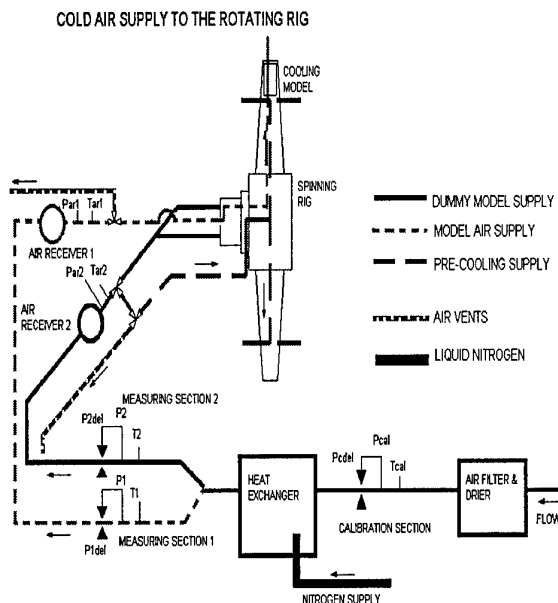 COLD AIR SUPPLY TO THE ROTATING RIG
COOLING
MODEL
SPINNING
RIG
Par1 Tar1
AIR RECEIVER 1
Par2 Tar2
AIR
RECEIVER 2
DUMMY MODEL SUPPLY
MODEL AIR SUPPLY
PRE-COOLING SUPPLY
AIR VENTS
LIQUID NITROGEN
MEASURING SECTION 2
P2del P2 T2
P1 T1
P1del MEASURING SECTION 1
HEAT
EXCHANGER
Pcdel Pcal Tcal
CALIBRATION SECTION
AIR FILTER &
DRIER
FLOW
NITROGEN SUPPLY